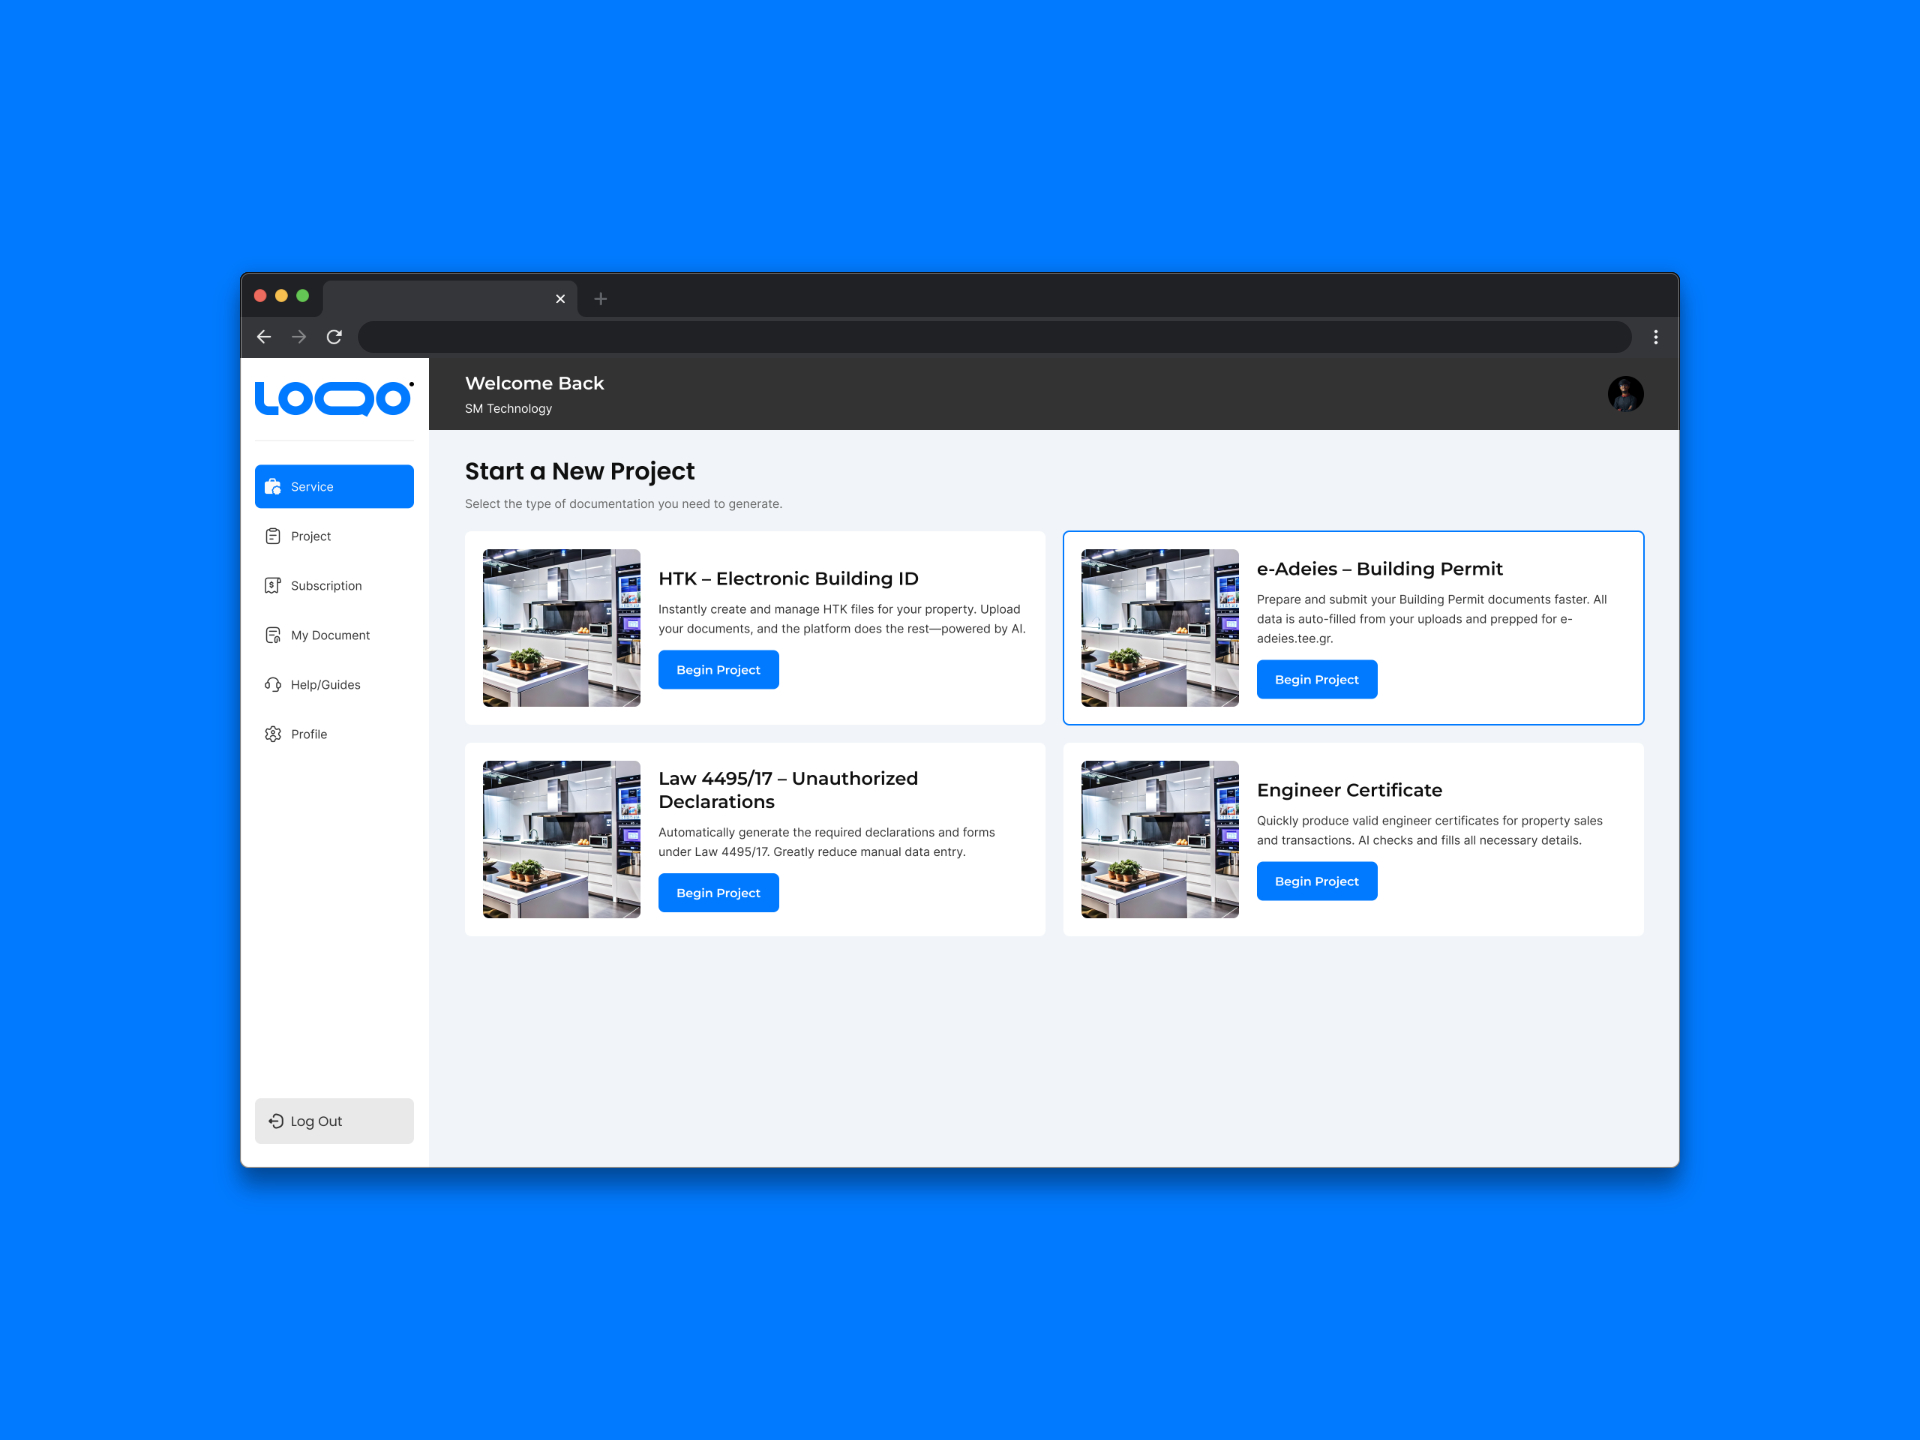 LOQO
Welcome Back
SM Technology
Service
Project
Subscription
My Document
Help/Guides
Profile
Log Out
Start a New Project
Select the type of documentation you need to generate.
HTK – Electronic Building ID
Instantly create and manage HTK files for your property. Upload
your documents, and the platform does the rest—powered by AI.
Begin Project
e-Adeies – Building Permit
Prepare and submit your Building Permit documents faster. All
data is auto-filled from your uploads and prepped for e-
adeies.tee.gr.
Begin Project
Law 4495/17 – Unauthorized
Declarations
Automatically generate the required declarations and forms
under Law 4495/17. Greatly reduce manual data entry.
Begin Project
Engineer Certificate
Quickly produce valid engineer certificates for property sales
and transactions. AI checks and fills all necessary details.
Begin Project